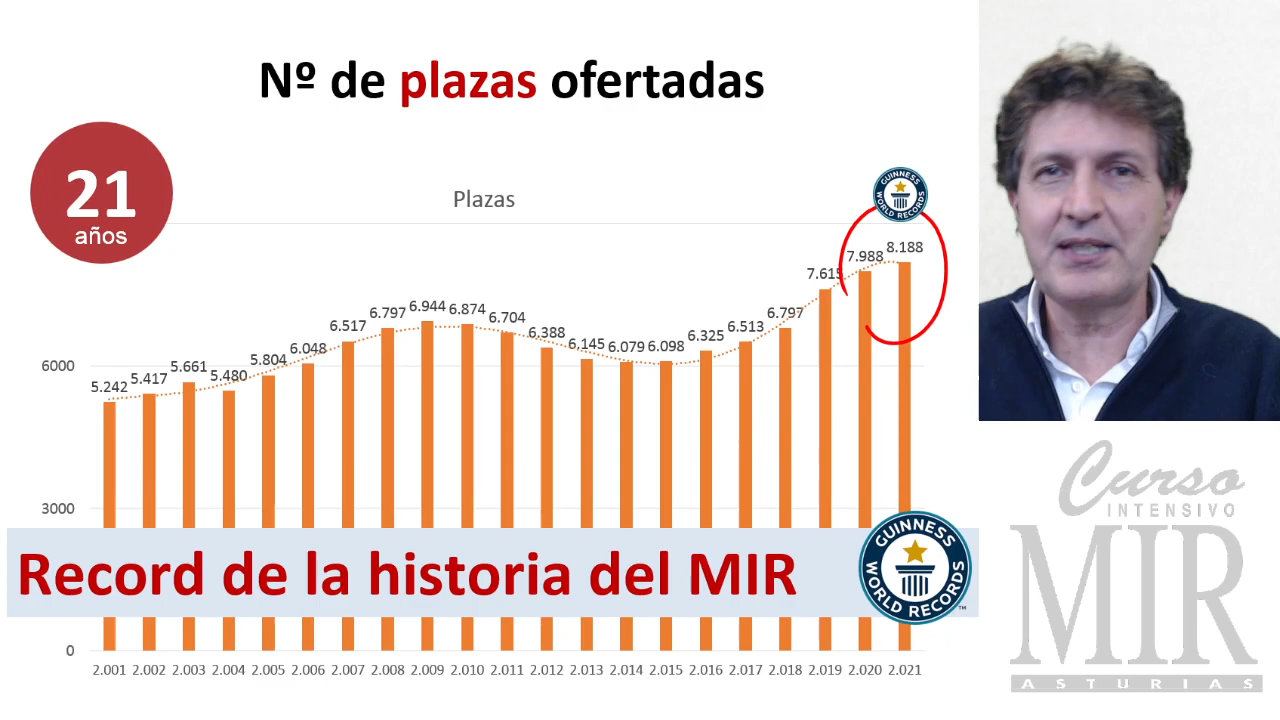 Nº de plazas ofertadas
21
años
Plazas
GUINNESS
WORLD RECORDS
5.242 5.417 5.661 5.480 5.804 6.048 6.517 6.797 6.944 6.874 6.704 6.388 6.145 6.079 6.098 6.325 6.513 6.797 7.615 7.988 8.188
6000
3000
Record de la historia del MIR
GUINNESS
WORLD RECORDS
™
0
2.001 2.002 2.003 2.004 2.005 2.006 2.007 2.008 2.009 2.010 2.011 2.012 2.013 2.014 2.015 2.016 2.017 2.018 2.019 2.020 2.021
Curso
INTENSIVO
MIR
ASTURIAS